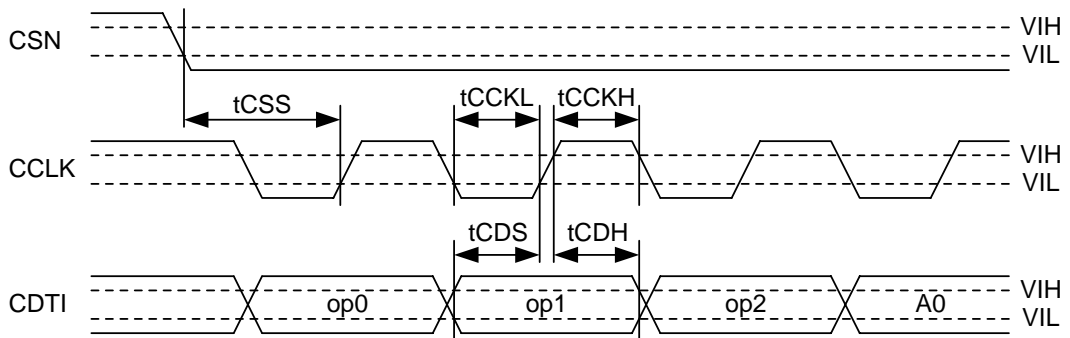 CSN
VIH
VIL
tCSS
tCCKL
tCCKH
CCLK
VIH
VIL
tCDS
tCDH
CDTI
op0
op1
op2
A0
VIH
VIL